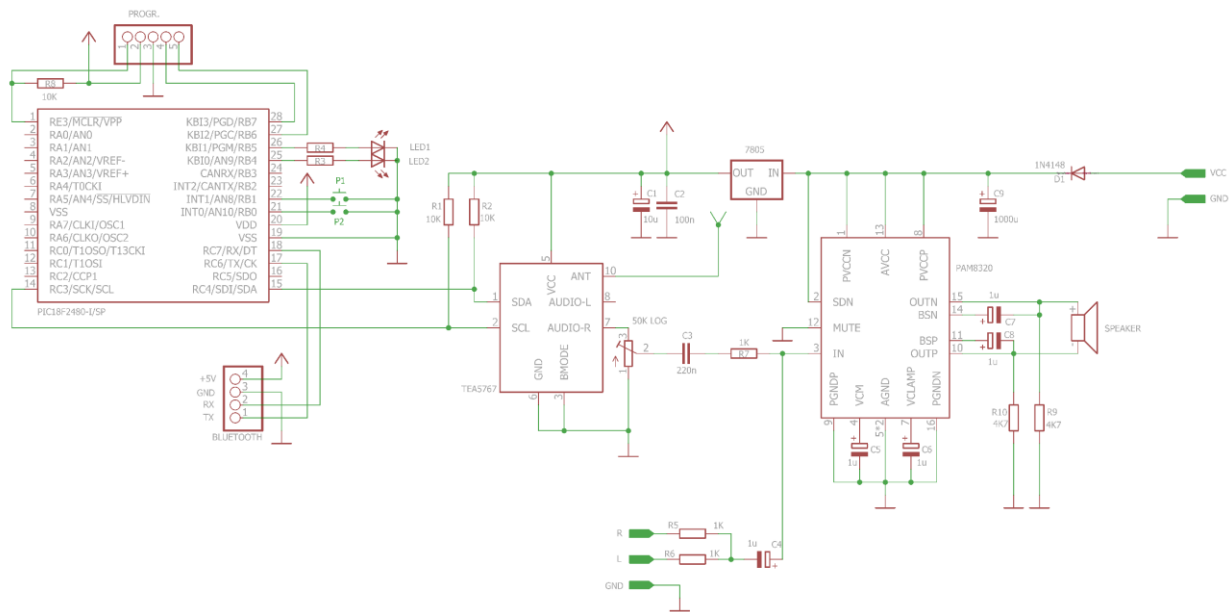 PROGR.
1 2 3 4 5
R8
10K
1 RE3/MCLR/VPP KBI3/PGD/RB7 28
2 RA0/AN0 KBI2/PGC/RB6 27
3 RA1/AN1 KBI1/PGM/RB5 26
4 RA2/AN2/VREF- KBI0/AN9/RB4 25
5 RA3/AN3/VREF+ CANRX/RB3 24
6 RA4/T0CKI INT2/CANTX/RB2 23
7 RA5/AN4/SS/HLVDIN INT1/AN8/RB1 22
8 VSS INT0/AN10/RB0 21
9 RA7/CLKI/OSC1 VDD 20
10 RA6/CLKO/OSC2 VSS 19
11 RC0/T1OSO/T13CKI RC7/RX/DT 18
12 RC1/T1OSI RC6/TX/CK 17
13 RC2/CCP1 RC5/SDO 16
14 RC3/SCK/SCL RC4/SDI/SDA 15
PIC18F2480-I/SP
R4
R3
LED1
LED2
P1
P2
+5V 4
GND 3
RX 2
TX 1
BLUETOOTH
R1
10K
R2
10K
C1
10u
C2
100n
7805
OUT IN
GND
1N4148
D1
VCC
GND
C9
1000u
5
VCC
ANT 10
1 SDA AUDIO-L 8
2 SCL AUDIO-R 7
GND
BMODE
6 3
TEA5767
50K LOG
3
2
1
C3
220n
1K
R7
PAM8320
1 13 8
PVCCN
AVCC
PVCCP
2 SDN OUTN 15
BSN 14
12 MUTE BSP 11
3 IN OUTP 10
PGNDP
VCM
AGND
VCLAMP
PGNDN
9 4 5*2 7 16
+ C5
1u
+ C6
1u
1u
+ C7
+ C8
1u
+
-
SPEAKER
R10
4K7
R9
4K7
R
R5 1K
L
R6 1K
1u C4
+
GND